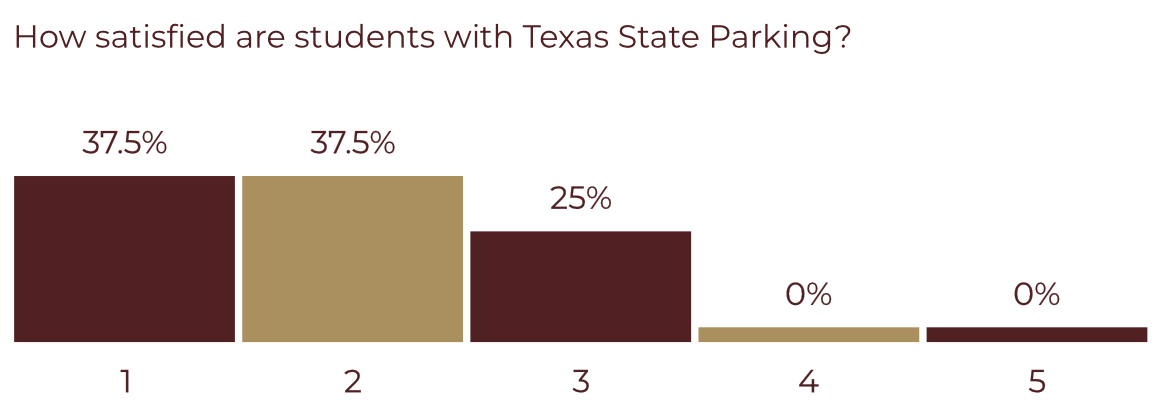 How satisfied are students with Texas State Parking?
37.5% 37.5% 25% 0% 0%
1 2 3 4 5